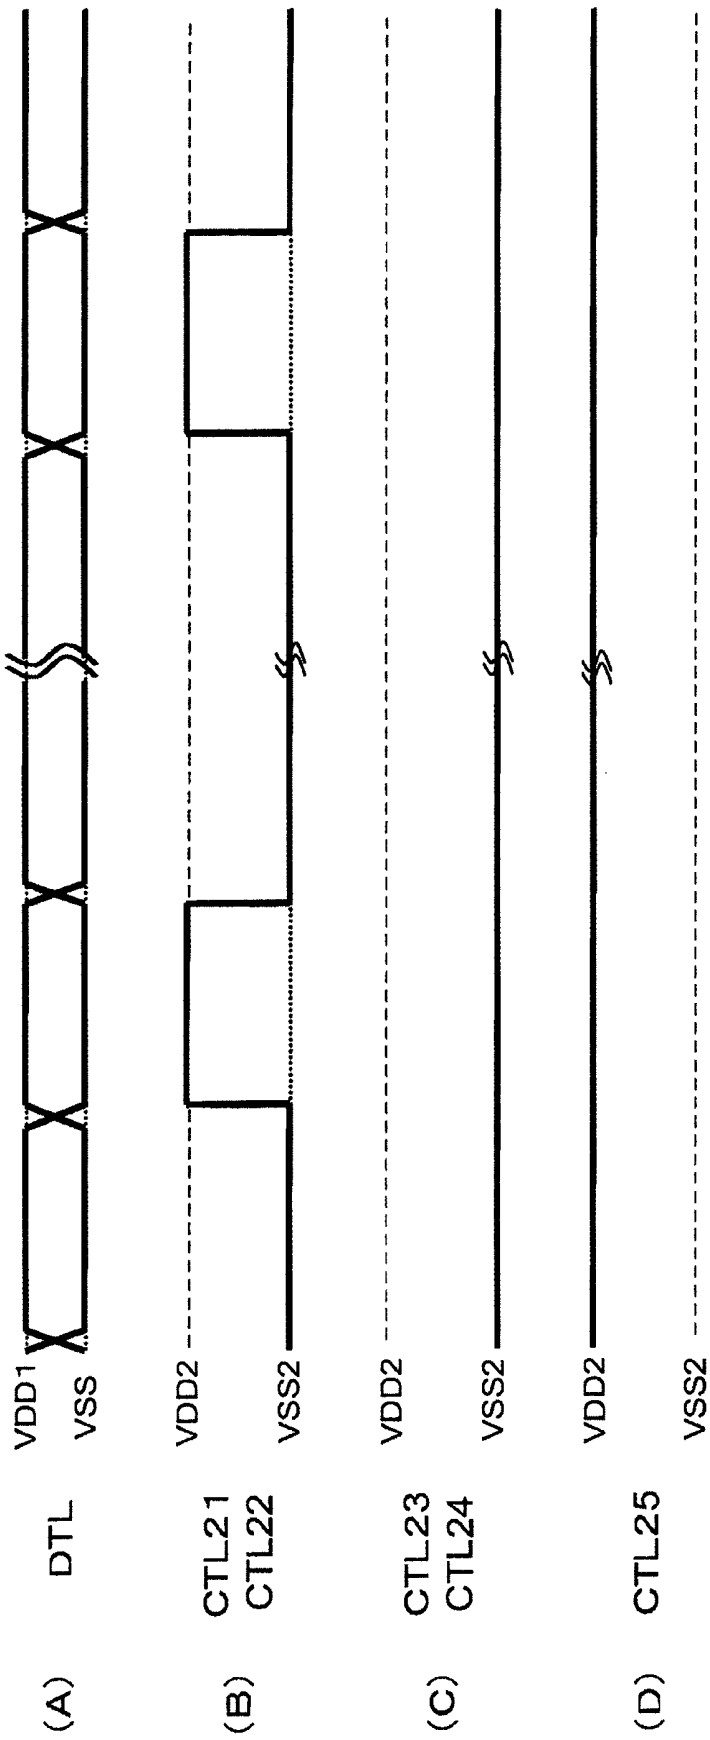 (A) DTL VDD1
VSS
(B) CTL21 VDD2
CTL22 VSS2
(C) CTL23 VDD2
CTL24 VSS2
(D) CTL25 VDD2
VSS2